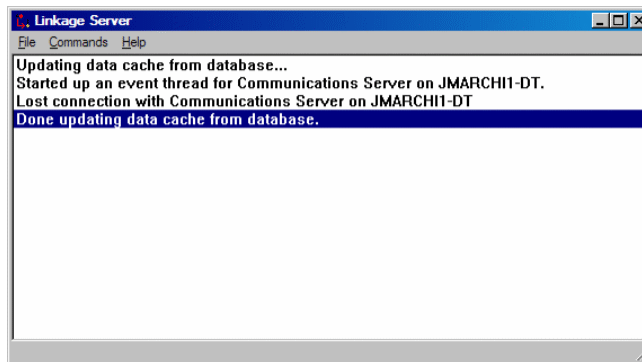 Linkage Server
File Commands Help
Updating data cache from database...
Started up an event thread for Communications Server on JMARCHI1-DT.
Lost connection with Communications Server on JMARCHI1-DT
Done updating data cache from database.